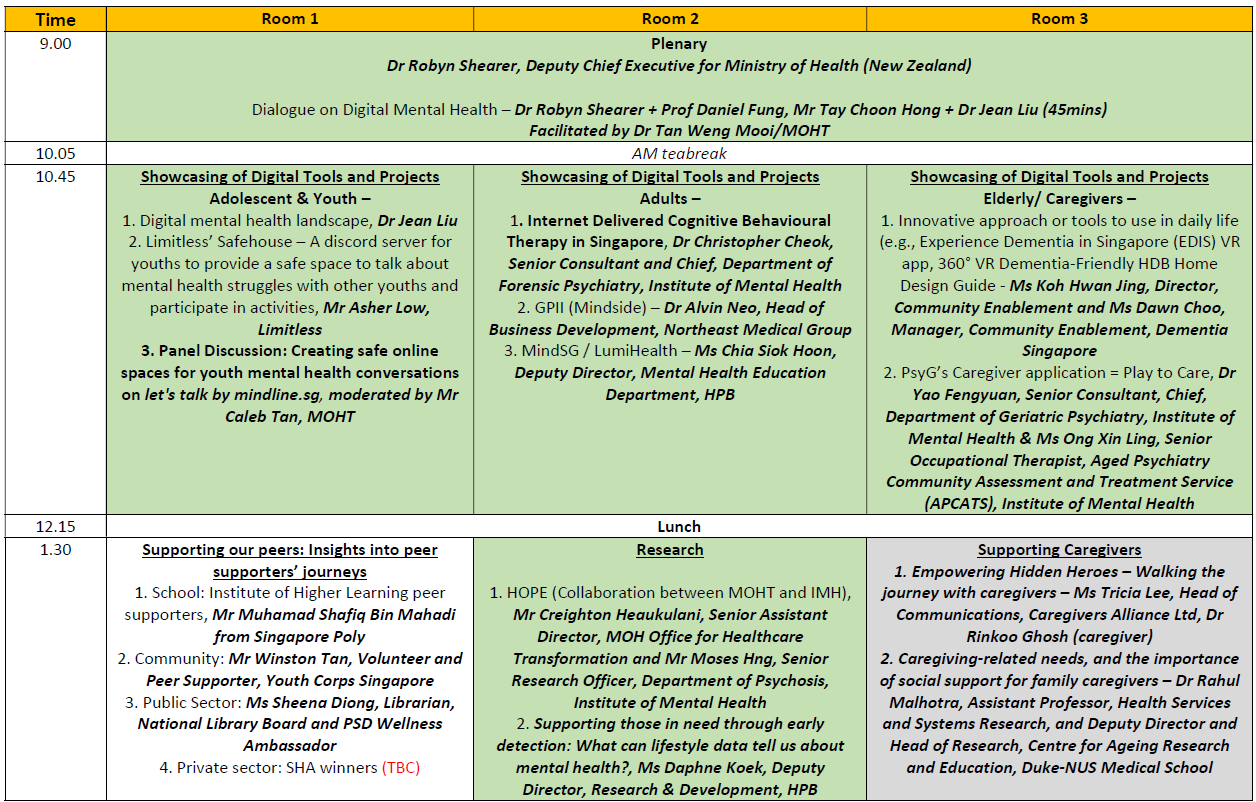 Time
Room 1
Room 2
Room 3
9.00
Plenary
Dr Robyn Shearer, Deputy Chief Executive for Ministry of Health (New Zealand)
Dialogue on Digital Mental Health – Dr Robyn Shearer + Prof Daniel Fung, Mr Tay Choon Hong + Dr Jean Liu (45mins)
Facilitated by Dr Tan Weng Mooi/MOHT
10.05
AM teabreak
10.45
Showcasing of Digital Tools and Projects
Adolescent & Youth –
1. Digital mental health landscape, Dr Jean Liu
2. Limitless’ Safehouse – A discord server for
youths to provide a safe space to talk about
mental health struggles with other youths and
participate in activities, Mr Asher Low,
Limitless
3. Panel Discussion: Creating safe online
spaces for youth mental health conversations
on let's talk by mindline.sg, moderated by Mr
Caleb Tan, MOHT
Showcasing of Digital Tools and Projects
Adults –
1. Internet Delivered Cognitive Behavioural
Therapy in Singapore, Dr Christopher Cheok,
Senior Consultant and Chief, Department of
Forensic Psychiatry, Institute of Mental Health
2. GPII (Mindside) – Dr Alvin Neo, Head of
Business Development, Northeast Medical Group
3. MindSG / LumiHealth – Ms Chia Siok Hoon,
Deputy Director, Mental Health Education
Department, HPB
Showcasing of Digital Tools and Projects
Elderly/ Caregivers –
1. Innovative approach or tools to use in daily life
(e.g., Experience Dementia in Singapore (EDIS) VR
app, 360° VR Dementia-Friendly HDB Home
Design Guide - Ms Koh Hwan Jing, Director,
Community Enablement and Ms Dawn Choo,
Manager, Community Enablement, Dementia
Singapore
2. PsyG’s Caregiver application = Play to Care, Dr
Yao Fengyuan, Senior Consultant, Chief,
Department of Geriatric Psychiatry, Institute of
Mental Health & Ms Ong Xin Ling, Senior
Occupational Therapist, Aged Psychiatry
Community Assessment and Treatment Service
(APCATS), Institute of Mental Health
12.15
Lunch
1.30
Supporting our peers: Insights into peer
supporters’ journeys
1. School: Institute of Higher Learning peer
supporters, Mr Muhamad Shafiq Bin Mahadi
from Singapore Poly
2. Community: Mr Winston Tan, Volunteer and
Peer Supporter, Youth Corps Singapore
3. Public Sector: Ms Sheena Diong, Librarian,
National Library Board and PSD Wellness
Ambassador
4. Private sector: SHA winners (TBC)
Research
1. HOPE (Collaboration between MOHT and IMH),
Mr Creighton Heaukulani, Senior Assistant
Director, MOH Office for Healthcare
Transformation and Mr Moses Hng, Senior
Research Officer, Department of Psychosis,
Institute of Mental Health
2. Supporting those in need through early
detection: What can lifestyle data tell us about
mental health?, Ms Daphne Koek, Deputy
Director, Research & Development, HPB
Supporting Caregivers
1. Empowering Hidden Heroes – Walking the
journey with caregivers – Ms Tricia Lee, Head of
Communications, Caregivers Alliance Ltd, Dr
Rinkoo Ghosh (caregiver)
2. Caregiving-related needs, and the importance
of social support for family caregivers – Dr Rahul
Malhotra, Assistant Professor, Health Services
and Systems Research, and Deputy Director and
Head of Research, Centre for Ageing Research
and Education, Duke-NUS Medical School